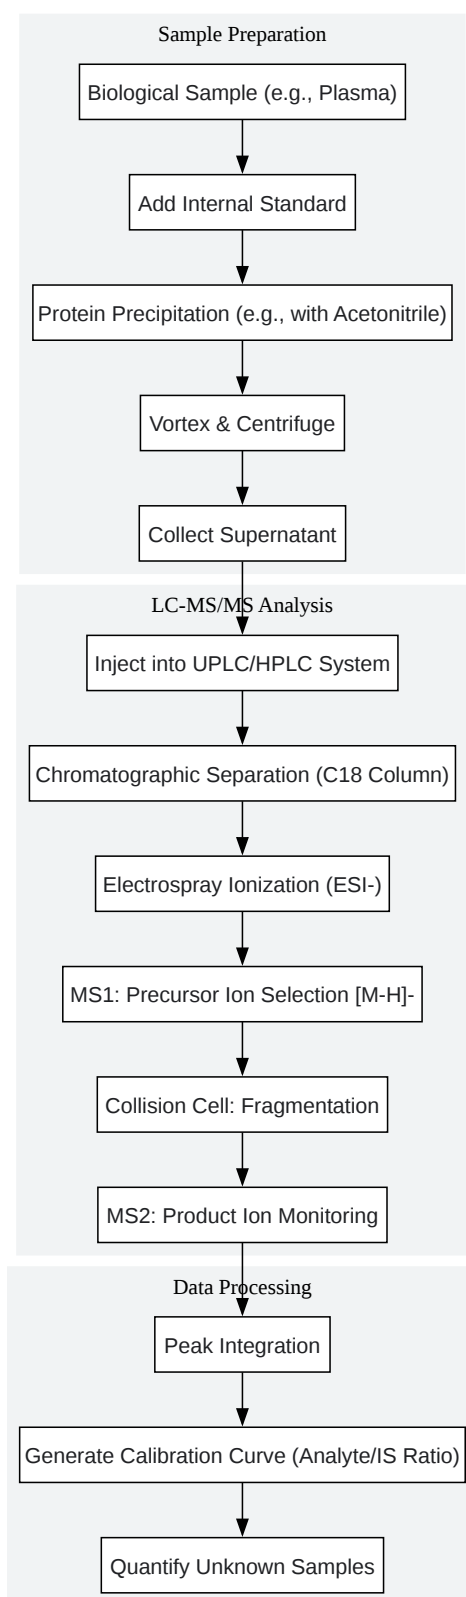 Sample Preparation
Biological Sample (e.g., Plasma)
Add Internal Standard
Protein Precipitation (e.g., with Acetonitrile)
Vortex & Centrifuge
Collect Supernatant
LC-MS/MS Analysis
Inject into UPLC/HPLC System
Chromatographic Separation (C18 Column)
Electrospray Ionization (ESI-)
MS1: Precursor Ion Selection [M-H]-
Collision Cell: Fragmentation
MS2: Product Ion Monitoring
Data Processing
Peak Integration
Generate Calibration Curve (Analyte/IS Ratio)
Quantify Unknown Samples